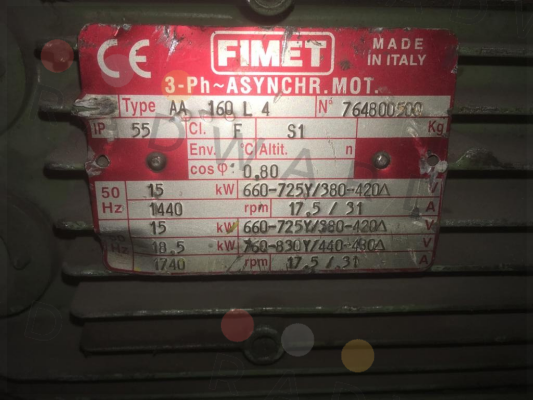 CE FIMET MADE IN ITALY
3-Ph~ASYNCHR.MOT.
Type AA 160 L 4 N° 764800500
IP 55 Cl. F S1 Kg
Env. °C/Altit. n
cosφ: 0,80
50 Hz 15 kW 660-725Y/380-420Δ V
1440 rpm 17.5 / 31 A
15 kW 660-725Y/380-420Δ V
Hz 18,5 kW 760-830Y/440-480Δ
1740 rpm 17.5 / 31 A